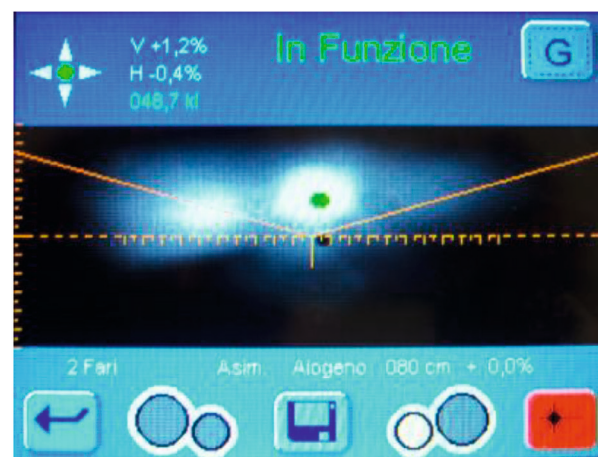 V +1,2%
In Funzione
G
H -0,4%
048,7 kl
2 Fari Asim. Alogeno 080 cm + 0,0%